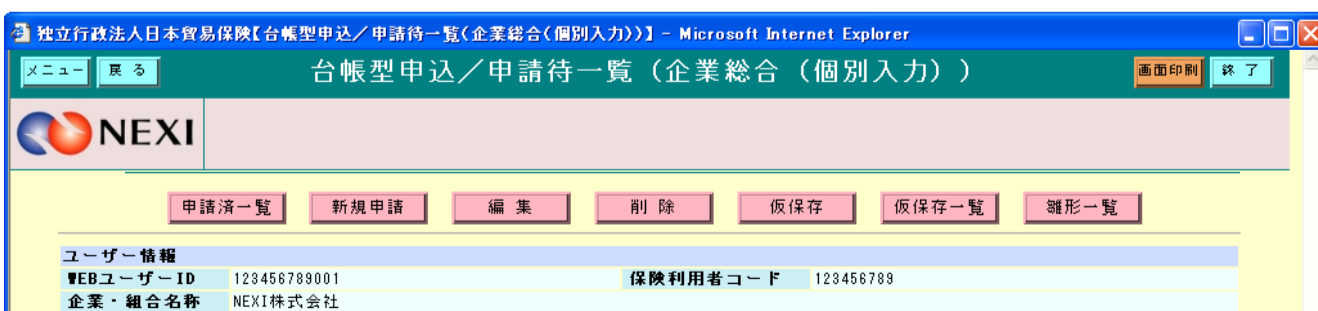 独立行政法人日本貿易保険【台帳型申込／申請待一覧(企業総合(個別入力))】 - Microsoft Internet Explorer
メニュー 戻る 台帳型申込／申請待一覧（企業総合（個別入力）） 画面印刷 終了
NEXI
申請済一覧 新規申請 編集 削除 仮保存 仮保存一覧 雛形一覧
ユーザー情報
WEBユーザーID 123456789001 保険利用者コード 123456789
企業・組合名称 NEXI株式会社